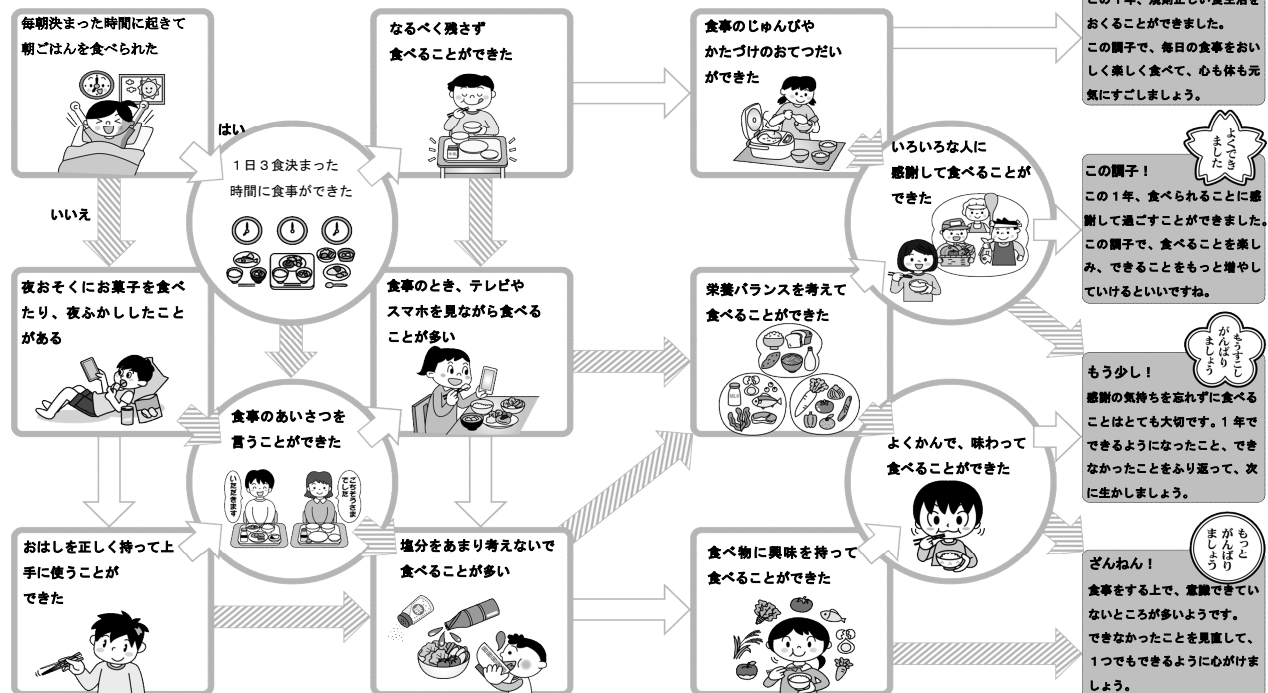 毎朝決まった時間に起きて
朝ごはんを食べられた
はい
いいえ
1日3食決まった
時間に食事ができた
なるべく残さず
食べることができた
食事のじゅんびや
かたづけのおてつだい
ができた
いろいろな人に
感謝して食べることが
できた
おくることができました。
この調子で、毎日の食事をおい
しく楽しく食べて、心も体も元
気にすごしましょう。
よくでき
ました
この調子！
この１年、食べられることに感
謝して過ごすことができました。
この調子で、食べることを楽し
み、できることをもっと増やし
ていけるといいですね。
夜おそくにお菓子を食べ
たり、夜ふかししたこと
がある
食事のあいさつを
言うことができた
いただきます
ごちそうさま
でした
食事のとき、テレビや
スマホを見ながら食べる
ことが多い
栄養バランスを考えて
食べることができた
よくかんで、味わって
食べることができた
もうすこし
がんばり
ましょう
もう少し！
感謝の気持ちを忘れずに食べる
ことはとても大切です。１年で
できるようになったこと、でき
なかったことをふり返って、次
に生かしましょう。
おはしを正しく持って上
手に使うことが
できた
塩分をあまり考えないで
食べることが多い
食べ物に興味を持って
食べることができた
もっと
がんばり
ましょう
ざんねん！
食事をする上で、意識できてい
ないところが多いようです。
できなかったことを見直して、
１つでもできるように心がけま
しょう。